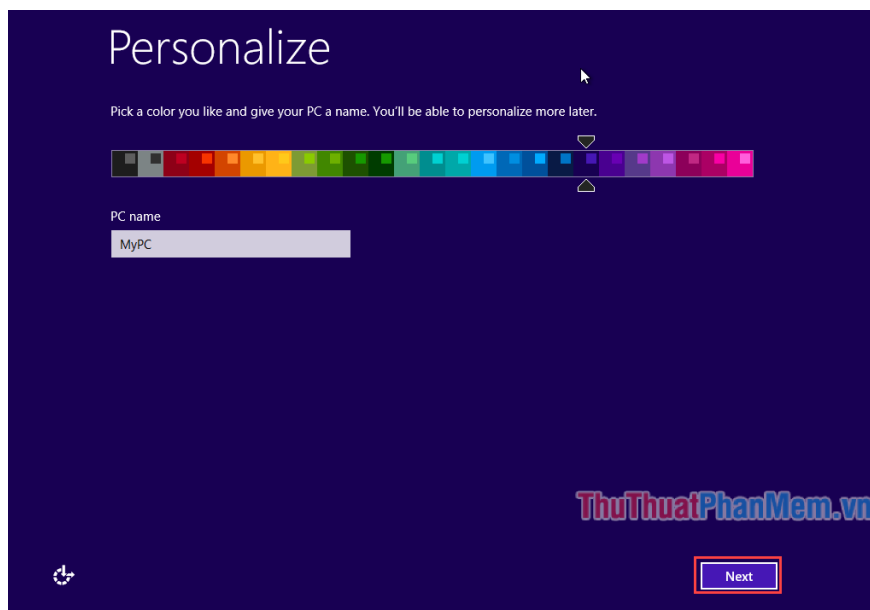 Personalize
Pick a color you like and give your PC a name. You'll be able to personalize more later.
PC name
MyPC
ThuThuatPhanMem.vn
Next